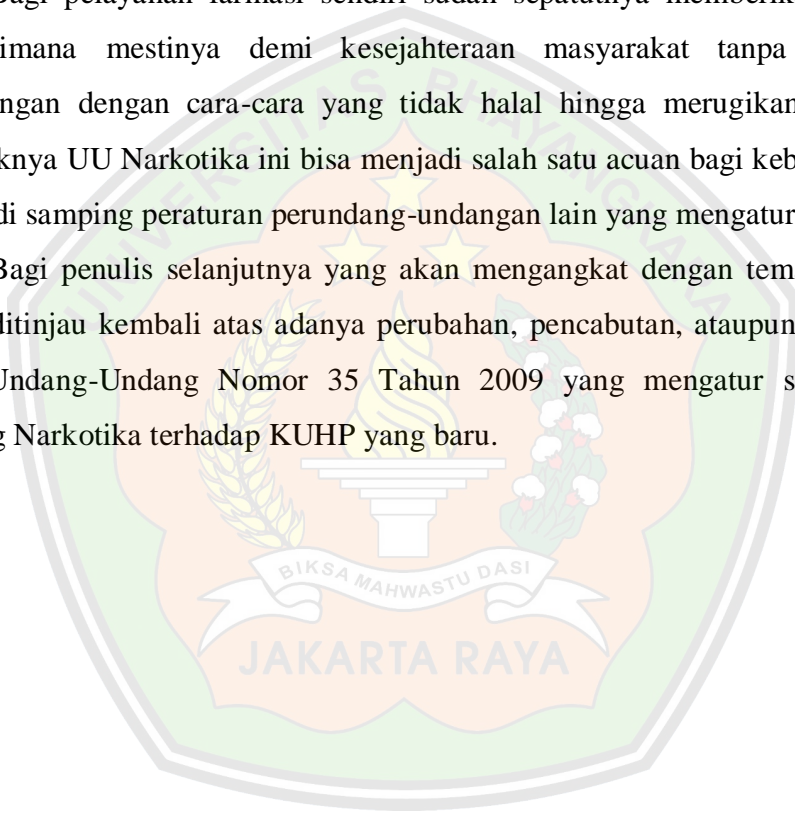 Bagi pelayanan farmasi sendiri sudah sepatutnya memberik
imana mestinya demi kesejahteraan masyarakat tanpa
ngan dengan cara-cara yang tidak halal hingga merugikan
knya UU Narkotika ini bisa menjadi salah satu acuan bagi keb
di samping peraturan perundang-undangan lain yang mengatur
Bagi penulis selanjutnya yang akan mengangkat dengan tem
ditinjau kembali atas adanya perubahan, pencabutan, ataupun
Undang-Undang Nomor 35 Tahun 2009 yang mengatur s
g Narkotika terhadap KUHP yang baru.
UNIVERSITAS BHAYANGKARA
BIKSA MAHWASTU DASI
JAKARTA RAYA